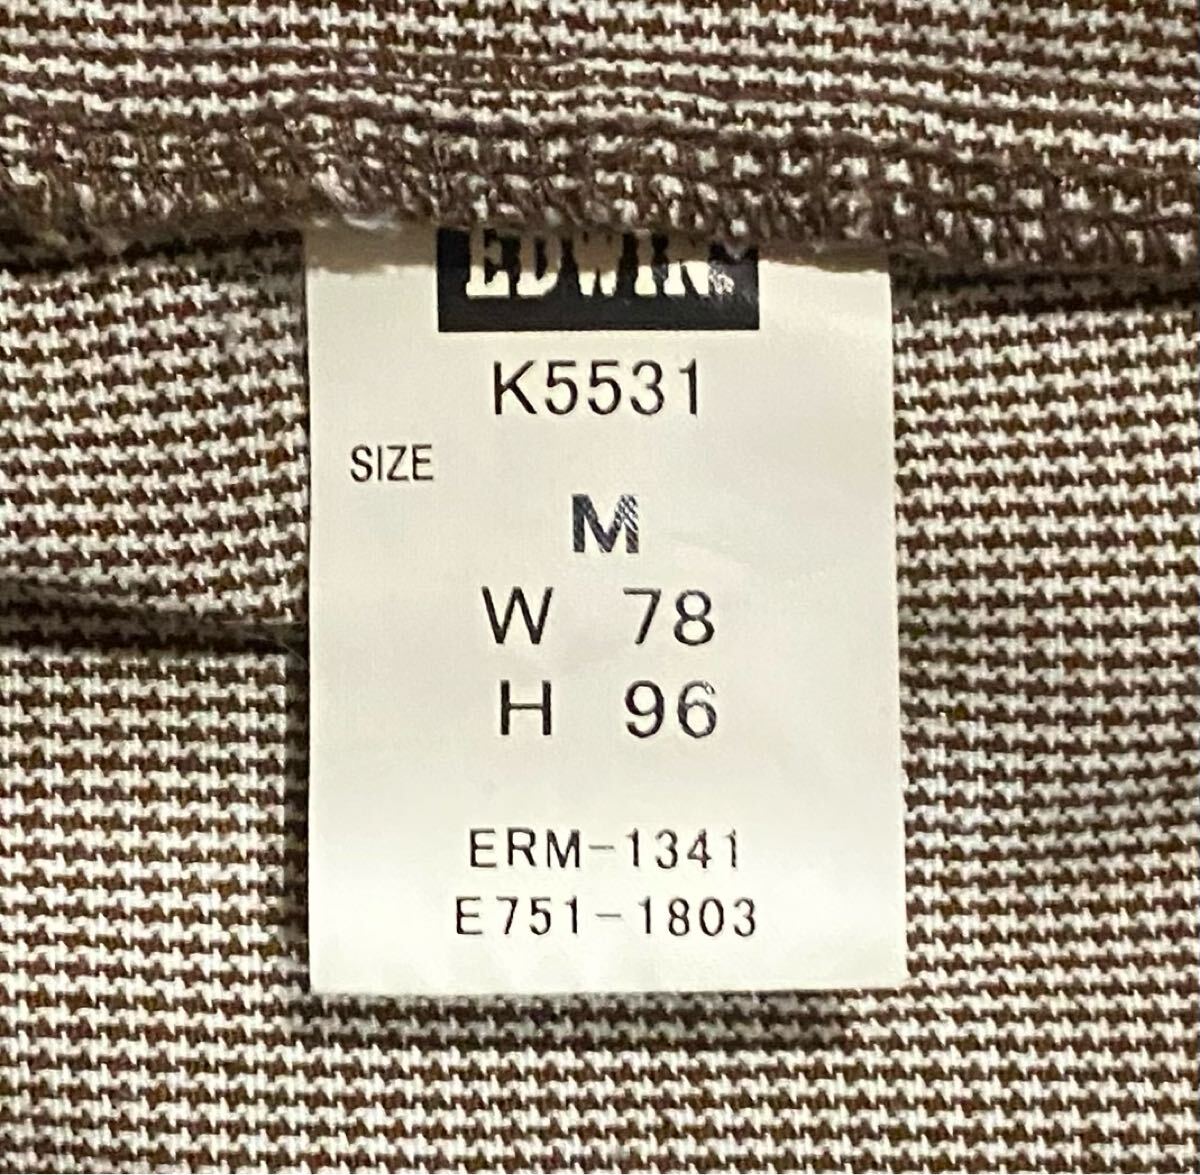 EDWIN
K5531
SIZE
M
W 78
H 96
ERM-1341
E751-1803